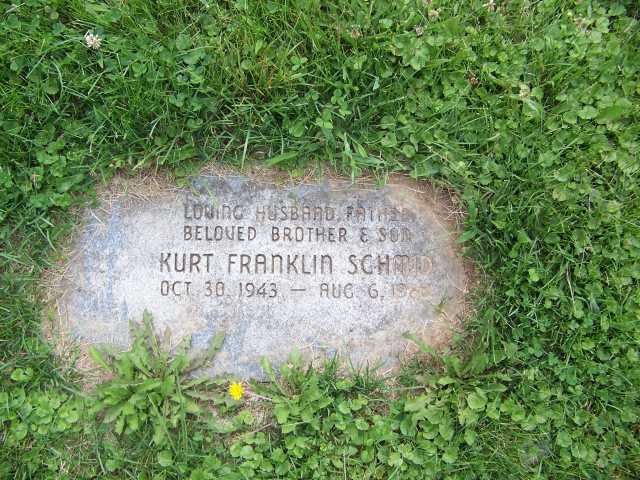 LOVING HUSBAND, FATHER
BELOVED BROTHER & SON
KURT FRANKLIN SCHMID
OCT. 30, 1943 — AUG. 6,